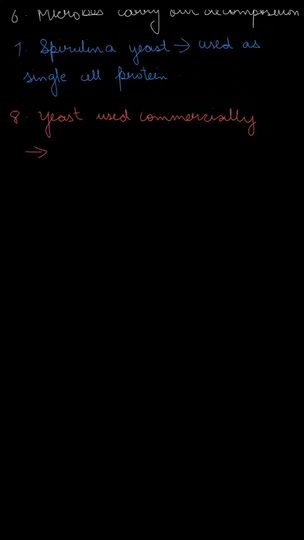 6. Microbes carry out decomposition
7. Spirulina yeast → used as
single cell protein
8. Yeast used commercially
→